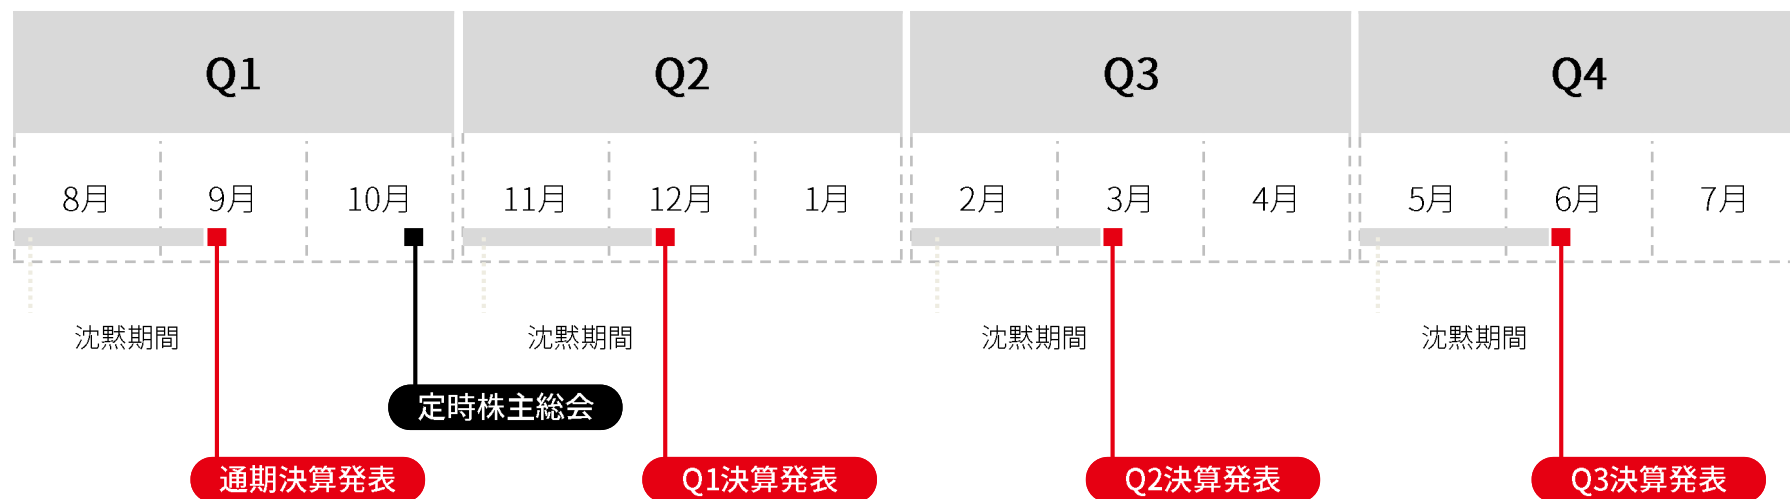 Q1 Q2 Q3 Q4
8月 9月 10月 11月 12月 1月 2月 3月 4月 5月 6月 7月
沈黙期間 沈黙期間 沈黙期間 沈黙期間
定時株主総会
通期決算発表 Q1決算発表 Q2決算発表 Q3決算発表